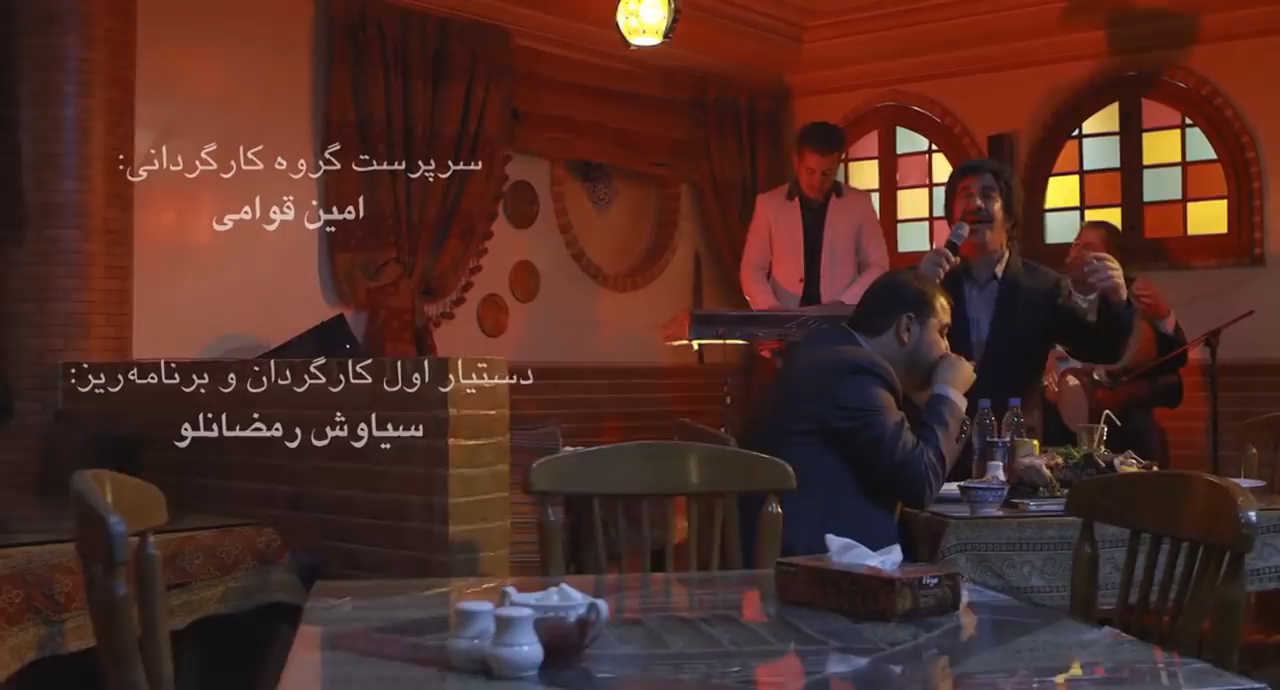 سرپرست گروه کارگردانی:
امین قوامی
دستیار اول کارگردان و برنامه‌ریز:
سیاوش رمضانلو